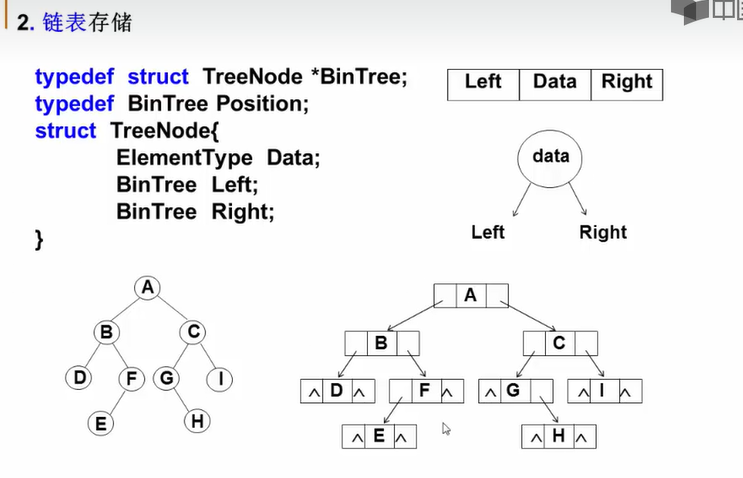 2. 链表存储
typedef struct TreeNode *BinTree;
typedef BinTree Position;
struct TreeNode{
ElementType Data;
BinTree Left;
BinTree Right;
}
Left Data Right
data
Left Right
A
B C
D F G I
E H
A
B C
^ D ^ F ^ ^ G ^ I ^
^ E ^ ^ H ^